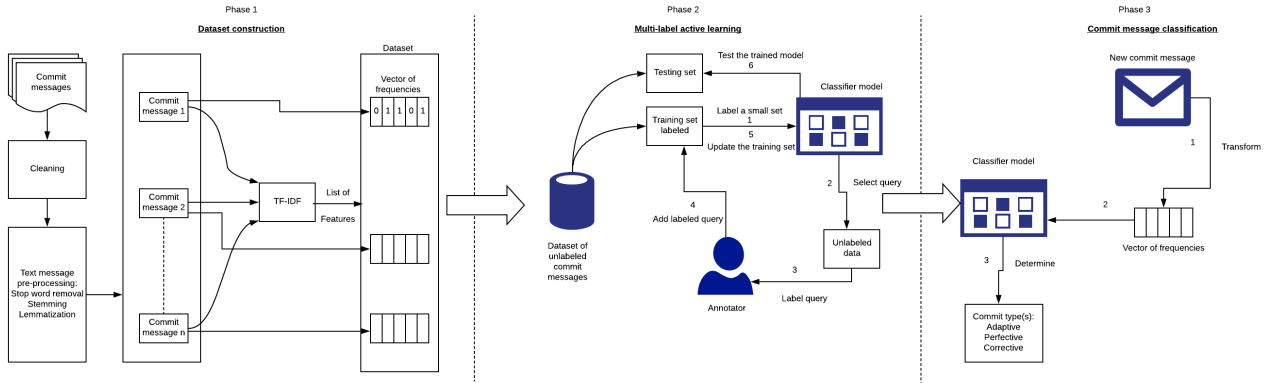 Phase 1
Dataset construction
Commit
messages
Cleaning
Text message
pre-processing:
Stop word removal
Stemming
Lemmatization
Commit
message 1
Commit
message 2
Commit
message n
TF-IDF
List of
Features
Dataset
Vector of
frequencies
0 1 1 0 1
Phase 2
Multi-label active learning
Dataset of
unlabeled
commit
messages
Testing set
Training set
labeled
Test the trained model
6
Label a small set
1
5
Update the training set
Classifier model
2
Select query
Unlabeled
data
3
Label query
Annotator
4
Add labeled query
Phase 3
Commit message classification
New commit message
1
Transform
Vector of frequencies
2
Classifier model
3
Determine
Commit type(s):
Adaptive
Perfective
Corrective